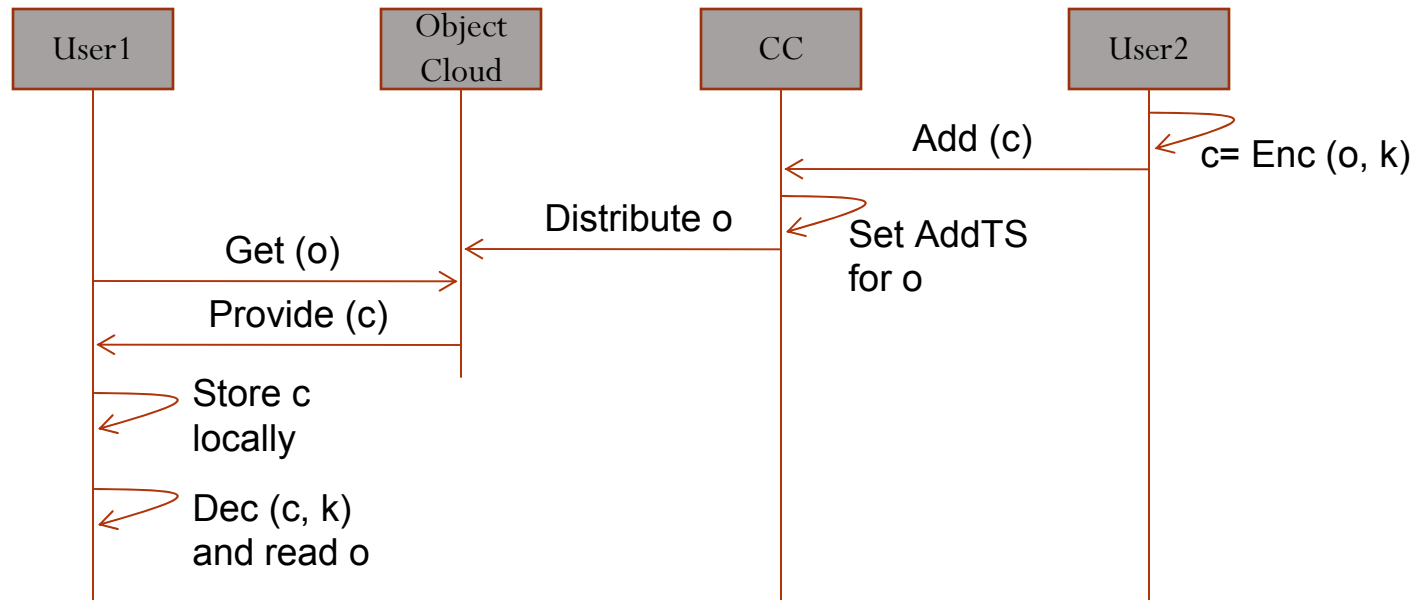 User1
Object
Cloud
CC
User2
c= Enc (o, k)
Add (c)
Set AddTS
for o
Distribute o
Get (o)
Provide (c)
Store c
locally
Dec (c, k)
and read o